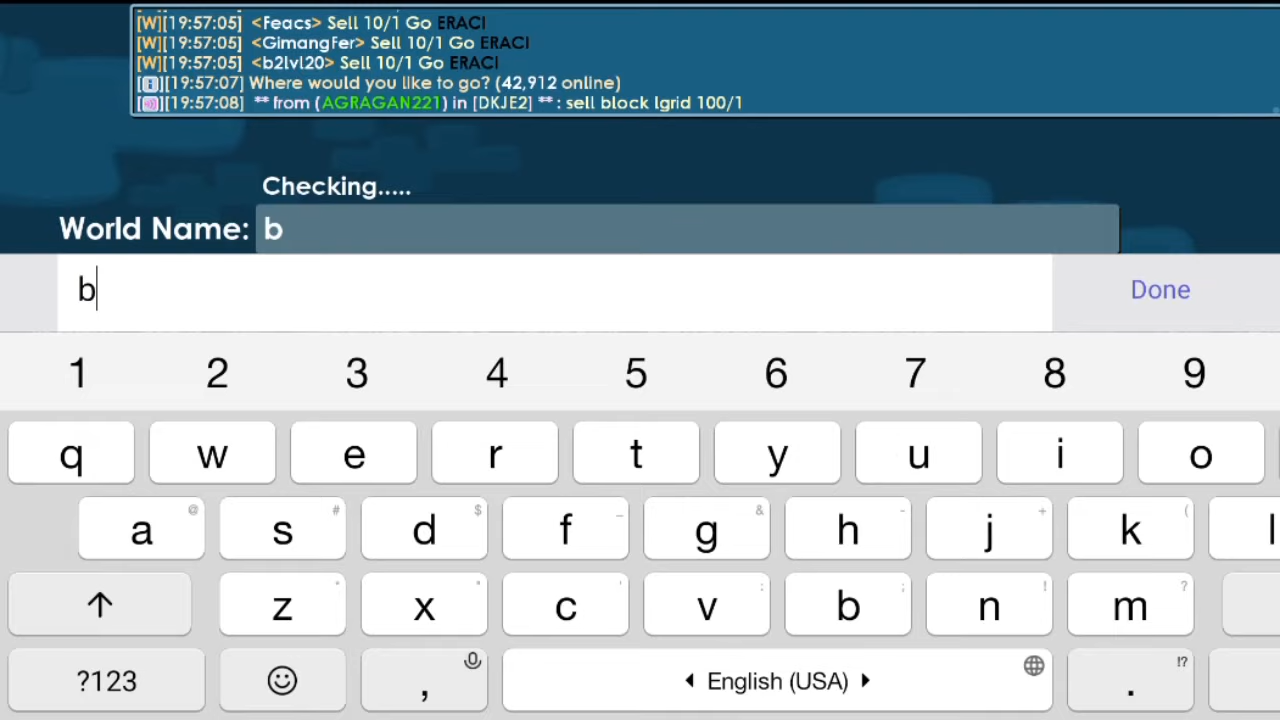 [W][19:57:05] <Feacs> Sell 10/1 Go ERACI
[W][19:57:05] <GimangFer> Sell 10/1 Go ERACI
[W][19:57:05] <b2lvl20> Sell 10/1 Go ERACI
[19:57:07] Where would you like to go? (42,912 online)
[19:57:08] ** from (AGRAGAN221) in [DKJE2] ** : sell block lgrid 100/1
Checking.....
World Name: b
b Done
1 2 3 4 5 6 7 8 9
q w e r t y u i o
a @ s # d $ f _ g & h - j + k ( l
z x c ' v : b ; n ! m ?
?123 , English (USA) . !?